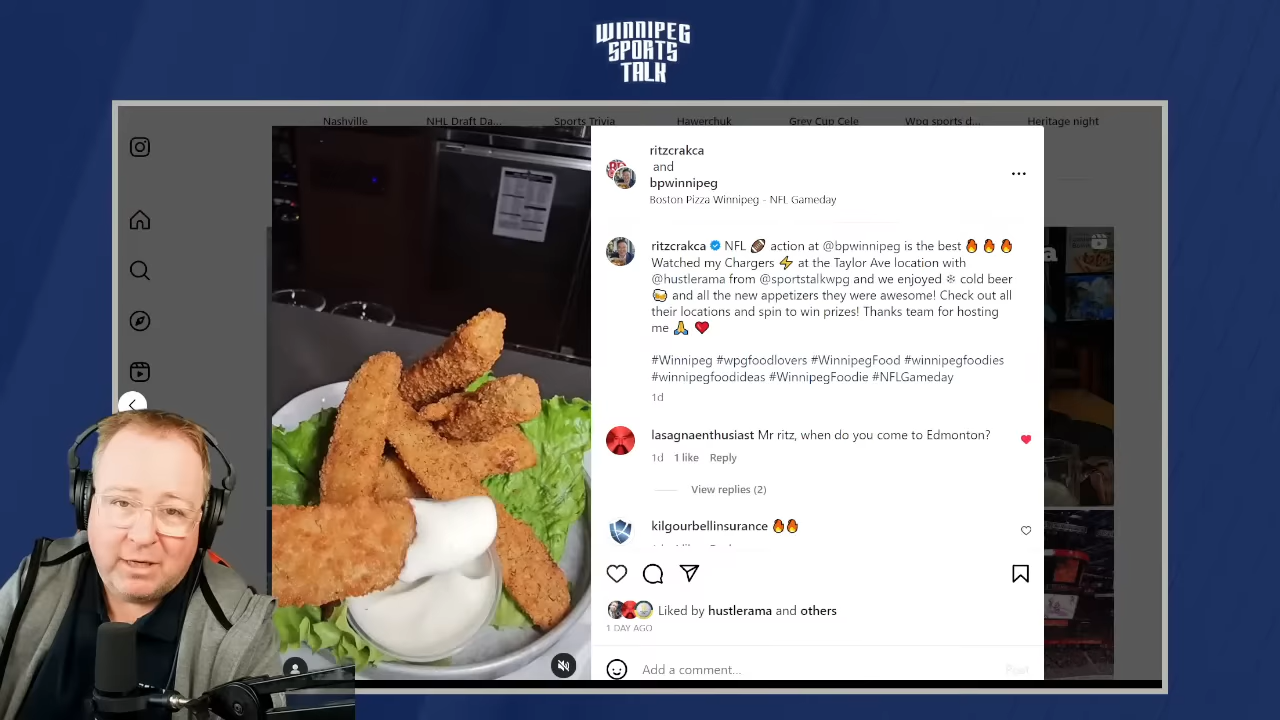 WINNIPEG
SPORTS
TALK
Nashville NHL Draft Da... Sports Trivia Hawerchuk Grey Cup Cele Wpg sports d... Heritage night
ritzcrakca
and
bpwinnipeg
Boston Pizza Winnipeg - NFL Gameday
ritzcrakca NFL 🏈 action at @bpwinnipeg is the best 🔥🔥🔥
Watched my Chargers ⚡ at the Taylor Ave location with
@hustlerama from @sportstalkwpg and we enjoyed ❄ cold beer
🍺 and all the new appetizers they were awesome! Check out all
their locations and spin to win prizes! Thanks team for hosting
me 🙏 ❤️
#Winnipeg #wpgfoodlovers #WinnipegFood #winnipegfoodies
#winnipegfoodideas #WinnipegFoodie #NFLGameday
1d
lasagnaenthusiast Mr ritz, when do you come to Edmonton?
1d 1 like Reply
View replies (2)
kilgourbellinsurance 🔥🔥
Liked by hustlerama and others
1 DAY AGO
Add a comment...
Post